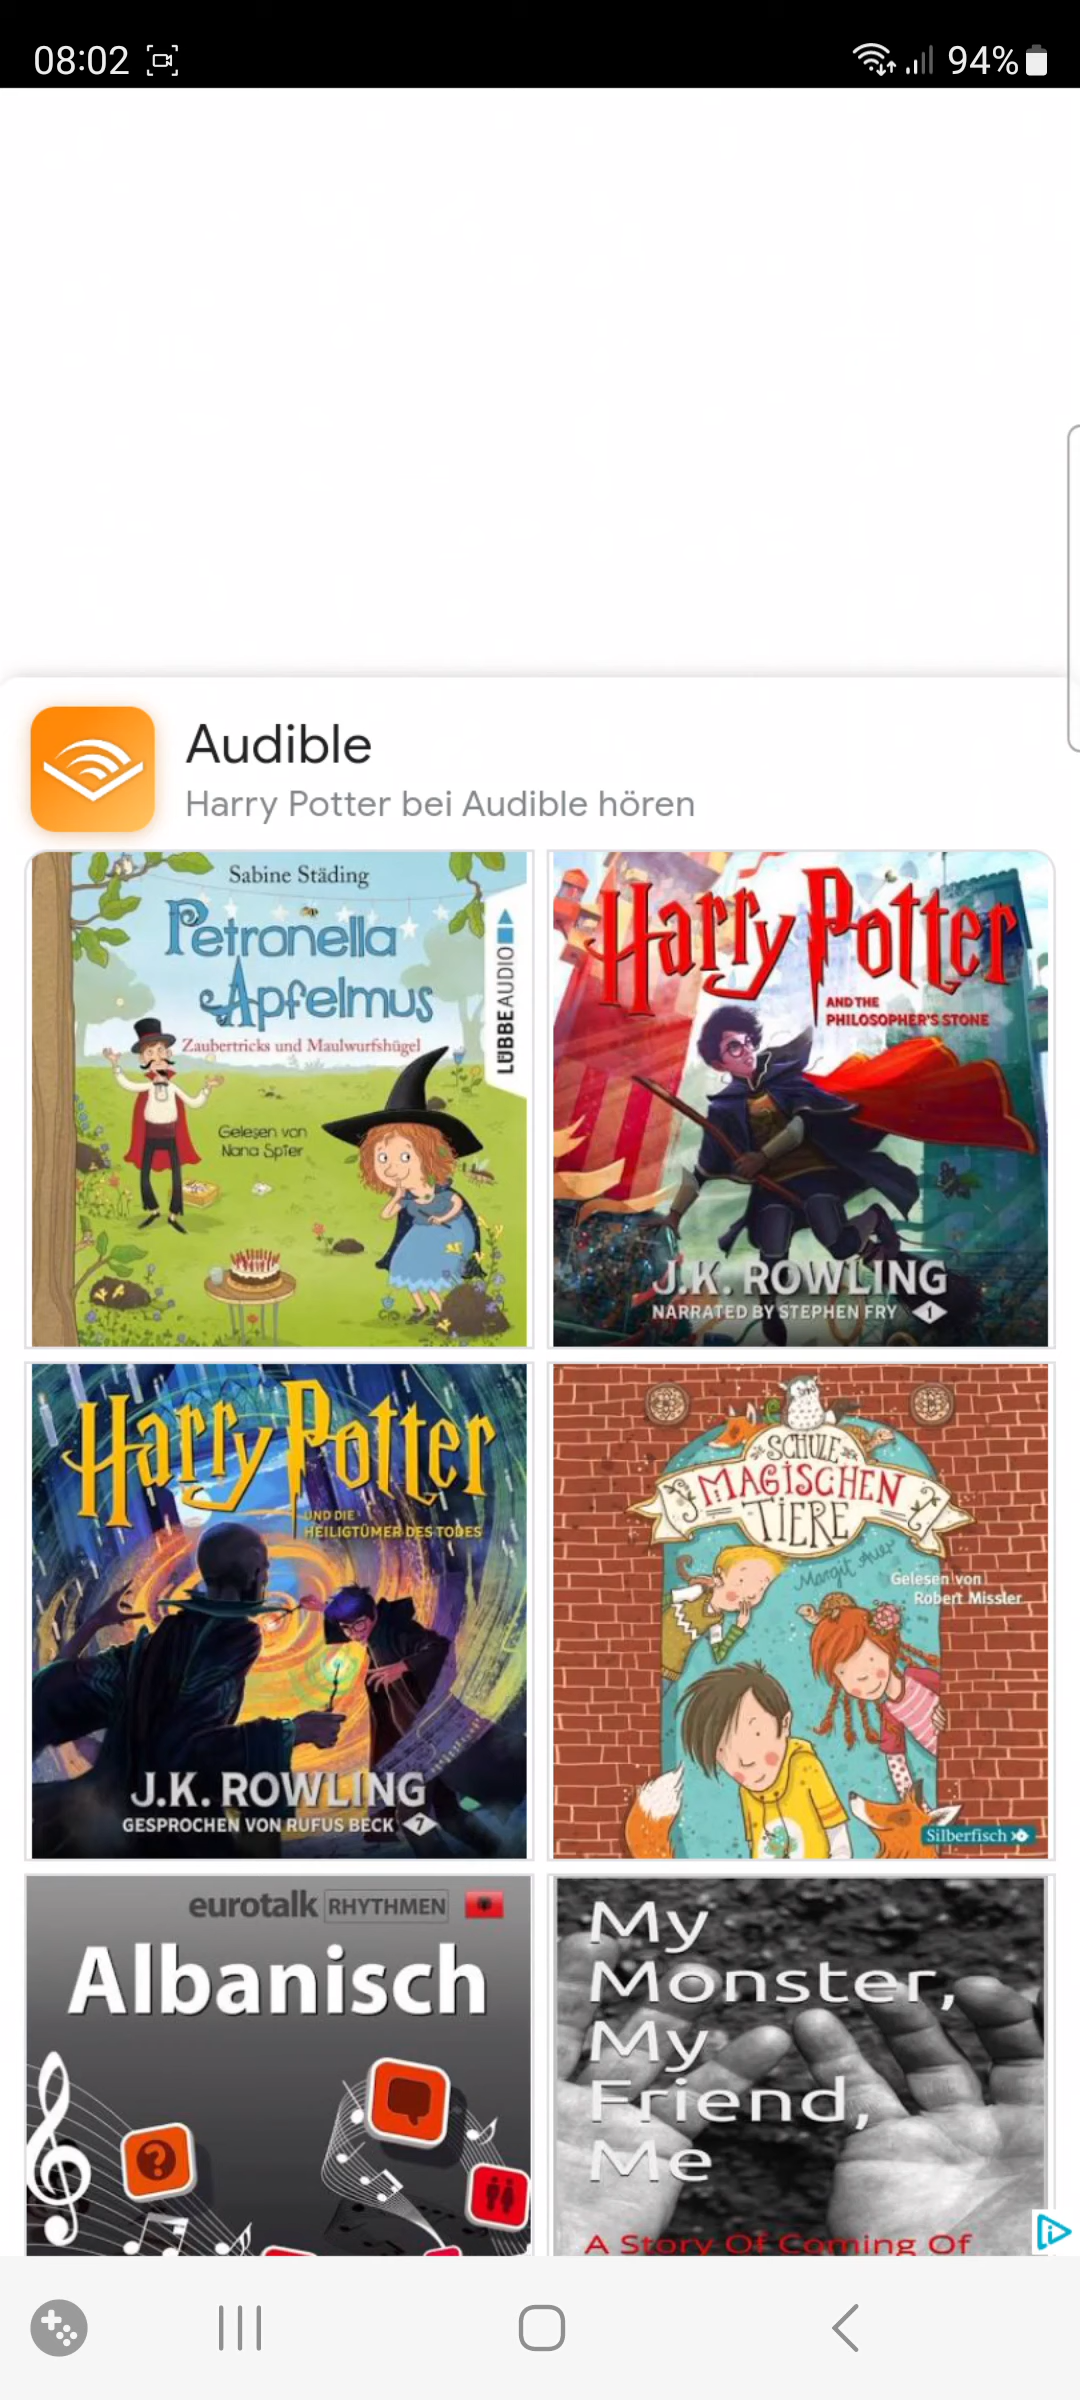 08:02
94%
Audible
Harry Potter bei Audible hören
Sabine Städing
Petronella
Apfelmus
Zaubertricks und Maulwurfshügel
Gelesen von
Nana Spier
LÜBBE AUDIO
Harry Potter
AND THE
PHILOSOPHER'S STONE
J.K. ROWLING
NARRATED BY STEPHEN FRY 1
Harry Potter
UND DIE
HEILIGTÜMER DES TODES
J.K. ROWLING
GESPROCHEN VON RUFUS BECK 7
SCHULE
MAGISCHEN
TIERE
Margit Auer
Gelesen von
Robert Missler
Silberfisch
eurotalk RHYTHMEN
Albanisch
?
My
Monster,
My
Friend,
Me
A Story Of Coming Of